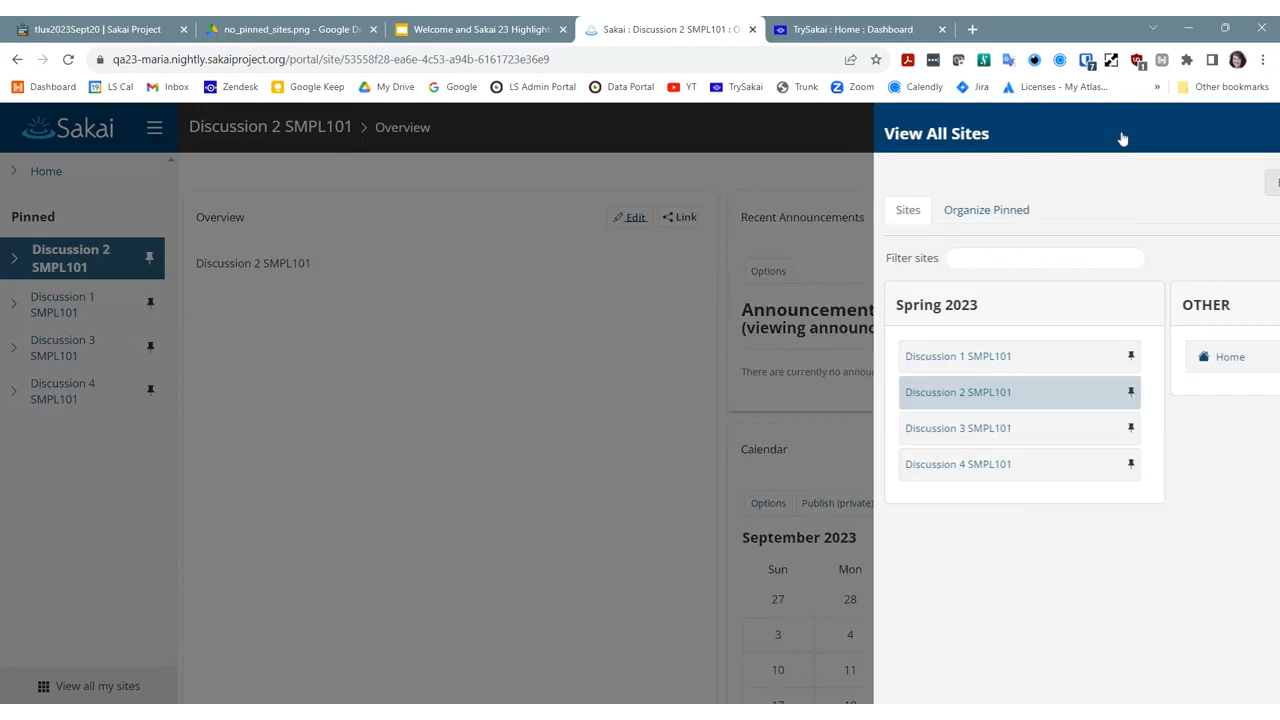 tlux2023Sept20 | Sakai Project
no_pinned_sites.png - Google D
Welcome and Sakai 23 Highlight
Sakai : Discussion 2 SMPL101 : O
TrySakai : Home : Dashboard
qa23-maria.nightly.sakaiproject.org/portal/site/53558f28-ea6e-4c53-a94b-6161723e36e9
Dashboard
LS Cal
Inbox
Zendesk
Google Keep
My Drive
Google
LS Admin Portal
Data Portal
YT
TrySakai
Trunk
Zoom
Calendly
Jira
Licenses - My Atlas...
»
Other bookmarks
Sakai
Discussion 2 SMPL101 > Overview
View All Sites
Home
Pinned
Discussion 2
SMPL101
Discussion 1
SMPL101
Discussion 3
SMPL101
Discussion 4
SMPL101
View all my sites
Overview
Edit
Link
Discussion 2 SMPL101
Recent Announcements
Options
Announcement
(viewing announc
There are currently no annou
Calendar
Options
Publish (private)
September 2023
Sun
Mon
27
28
3
4
10
11
Sites
Organize Pinned
Filter sites
Spring 2023
Discussion 1 SMPL101
Discussion 2 SMPL101
Discussion 3 SMPL101
Discussion 4 SMPL101
OTHER
Home